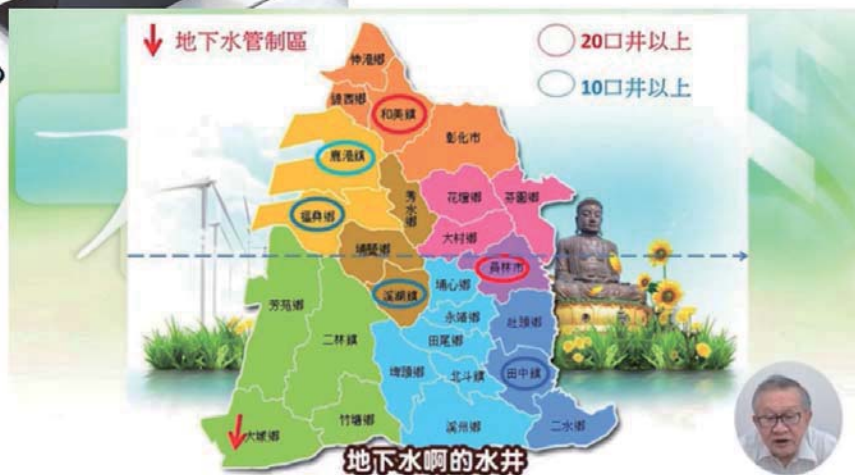 地下水管制區
20口井以上
10口井以上
伸港鄉
線西鄉
和美鎮
彰化市
鹿港鎮
秀水鄉
花壇鄉
芬園鄉
福興鄉
大村鄉
埔鹽鄉
員林市
溪湖鎮
埔心鄉
芳苑鄉
永靖鄉
社頭鄉
二林鎮
田尾鄉
埤頭鄉
北斗鎮
田中鎮
大城鄉
竹塘鄉
溪州鄉
二水鄉
地下水啊的水井